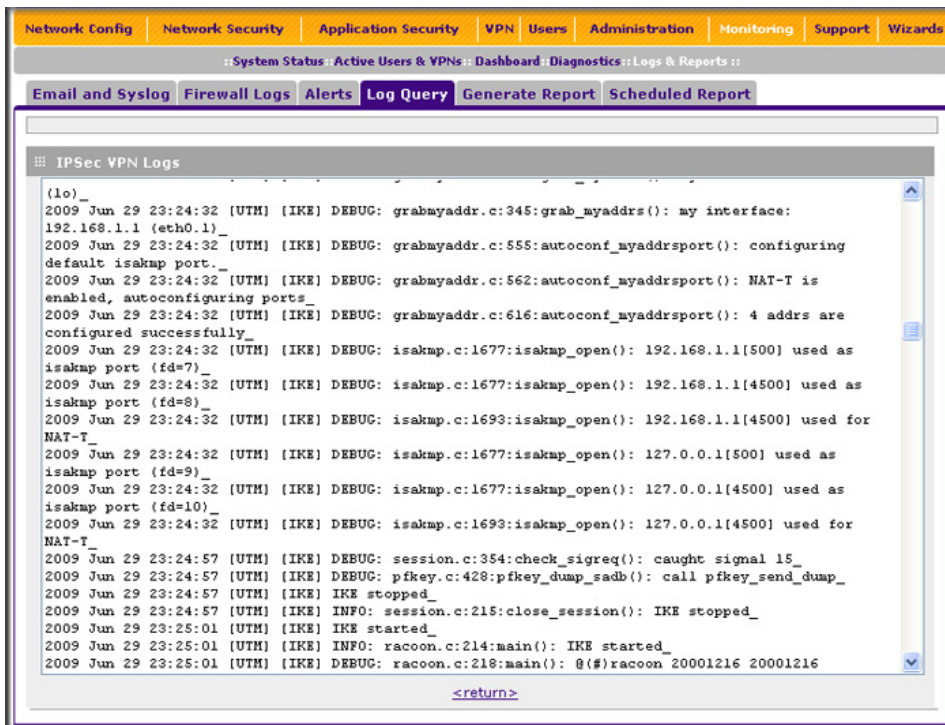 Network Config Network Security Application Security VPN Users Administration Monitoring Support Wizards
::System Status::Active Users & VPNs::Dashboard::Diagnostics::Logs & Reports::
Email and Syslog Firewall Logs Alerts Log Query Generate Report Scheduled Report
IPSec VPN Logs
(lo)_
2009 Jun 29 23:24:32 [UTM] [IKE] DEBUG: grabmyaddr.c:345:grab_myaddrs(): my interface:
192.168.1.1 (eth0.1)_
2009 Jun 29 23:24:32 [UTM] [IKE] DEBUG: grabmyaddr.c:555:autoconf_myaddrsport(): configuring
default isakmp port._
2009 Jun 29 23:24:32 [UTM] [IKE] DEBUG: grabmyaddr.c:562:autoconf_myaddrsport(): NAT-T is
enabled, autoconfiguring ports_
2009 Jun 29 23:24:32 [UTM] [IKE] DEBUG: grabmyaddr.c:616:autoconf_myaddrsport(): 4 addrs are
configured successfully_
2009 Jun 29 23:24:32 [UTM] [IKE] DEBUG: isakmp.c:1677:isakmp_open(): 192.168.1.1[500] used as
isakmp port (fd=7)_
2009 Jun 29 23:24:32 [UTM] [IKE] DEBUG: isakmp.c:1677:isakmp_open(): 192.168.1.1[4500] used as
isakmp port (fd=8)_
2009 Jun 29 23:24:32 [UTM] [IKE] DEBUG: isakmp.c:1693:isakmp_open(): 192.168.1.1[4500] used for
NAT-T_
2009 Jun 29 23:24:32 [UTM] [IKE] DEBUG: isakmp.c:1677:isakmp_open(): 127.0.0.1[500] used as
isakmp port (fd=9)_
2009 Jun 29 23:24:32 [UTM] [IKE] DEBUG: isakmp.c:1677:isakmp_open(): 127.0.0.1[4500] used as
isakmp port (fd=10)_
2009 Jun 29 23:24:32 [UTM] [IKE] DEBUG: isakmp.c:1693:isakmp_open(): 127.0.0.1[4500] used for
NAT-T_
2009 Jun 29 23:24:57 [UTM] [IKE] DEBUG: session.c:354:check_sigreq(): caught signal 15_
2009 Jun 29 23:24:57 [UTM] [IKE] DEBUG: pfkey.c:428:pfkey_dump_sadb(): call pfkey_send_dump_
2009 Jun 29 23:24:57 [UTM] [IKE] IKE stopped_
2009 Jun 29 23:24:57 [UTM] [IKE] INFO: session.c:215:close_session(): IKE stopped_
2009 Jun 29 23:25:01 [UTM] [IKE] IKE started_
2009 Jun 29 23:25:01 [UTM] [IKE] INFO: racoon.c:214:main(): IKE started_
2009 Jun 29 23:25:01 [UTM] [IKE] DEBUG: racoon.c:218:main(): @(#)racoon 20001216 20001216
<return>